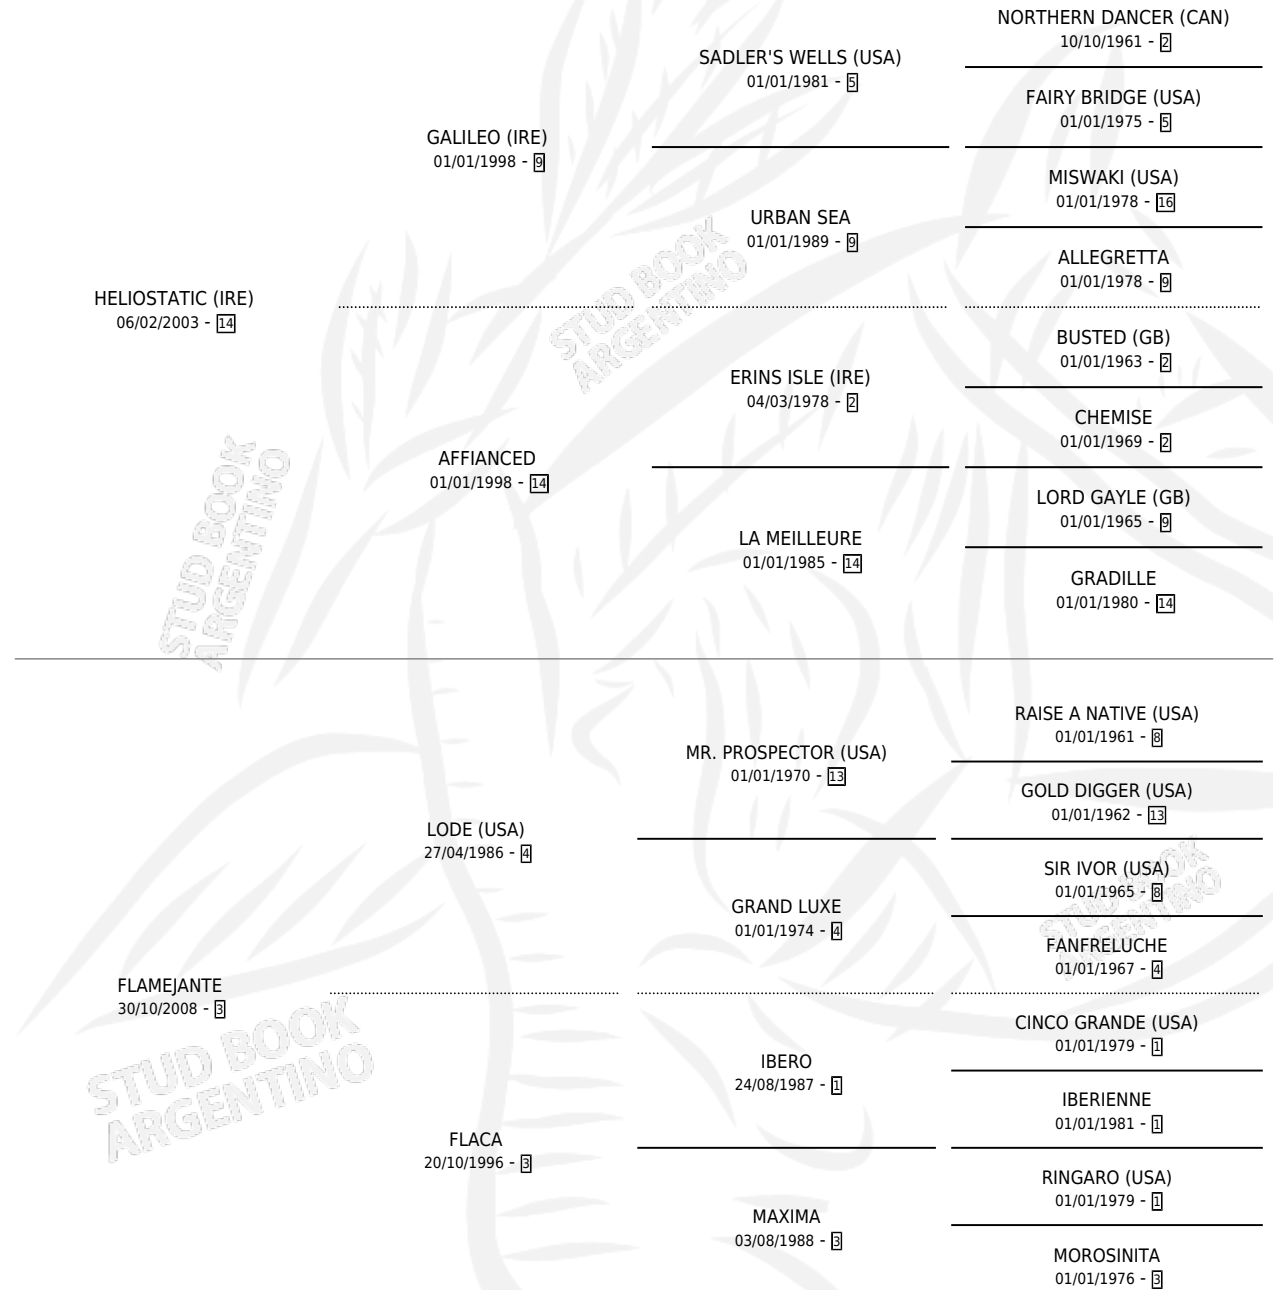 NORTHERN DANCER (CAN)
10/10/1961 - 2
SADLER'S WELLS (USA)
01/01/1981 - 5
FAIRY BRIDGE (USA)
01/01/1975 - 5
GALILEO (IRE)
01/01/1998 - 9
MISWAKI (USA)
01/01/1978 - 16
URBAN SEA
01/01/1989 - 9
ALLEGRETTA
01/01/1978 - 9
HELIOSTATIC (IRE)
06/02/2003 - 14
BUSTED (GB)
01/01/1963 - 2
ERINS ISLE (IRE)
04/03/1978 - 2
CHEMISE
01/01/1969 - 2
AFFIANCED
01/01/1998 - 14
LORD GAYLE (GB)
01/01/1965 - 9
LA MEILLEURE
01/01/1985 - 14
GRADILLE
01/01/1980 - 14
RAISE A NATIVE (USA)
01/01/1961 - 8
MR. PROSPECTOR (USA)
01/01/1970 - 13
GOLD DIGGER (USA)
01/01/1962 - 13
LODE (USA)
27/04/1986 - 4
SIR IVOR (USA)
01/01/1965 - 8
GRAND LUXE
01/01/1974 - 4
FANFRELUCHE
01/01/1967 - 4
FLAMEJANTE
30/10/2008 - 3
CINCO GRANDE (USA)
01/01/1979 - 1
IBERO
24/08/1987 - 1
IBERIENNE
01/01/1981 - 1
FLACA
20/10/1996 - 3
RINGARO (USA)
01/01/1979 - 1
MAXIMA
03/08/1988 - 3
MOROSINITA
01/01/1976 - 3
STUD BOOK
ARGENTINO
STUD BOOK
ARGENTINO
STUD BOOK
ARGENTINO
STUD BOOK
ARGENTINO